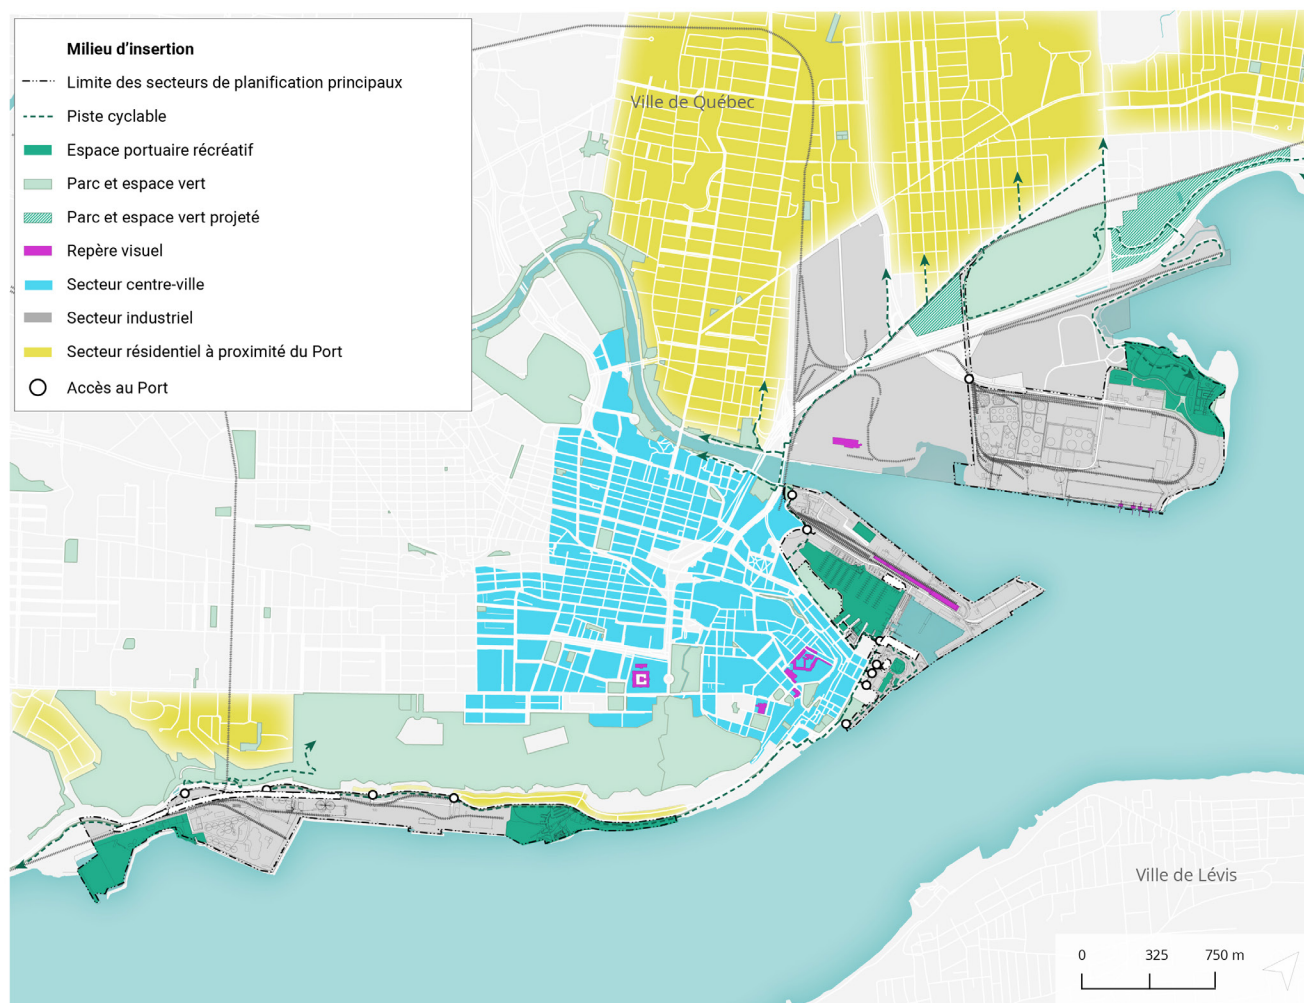 Milieu d’insertion
Limite des secteurs de planification principaux
Piste cyclable
Espace portuaire récréatif
Parc et espace vert
Parc et espace vert projeté
Repère visuel
Secteur centre-ville
Secteur industriel
Secteur résidentiel à proximité du Port
Accès au Port
Ville de Québec
Ville de Lévis
0 325 750 m